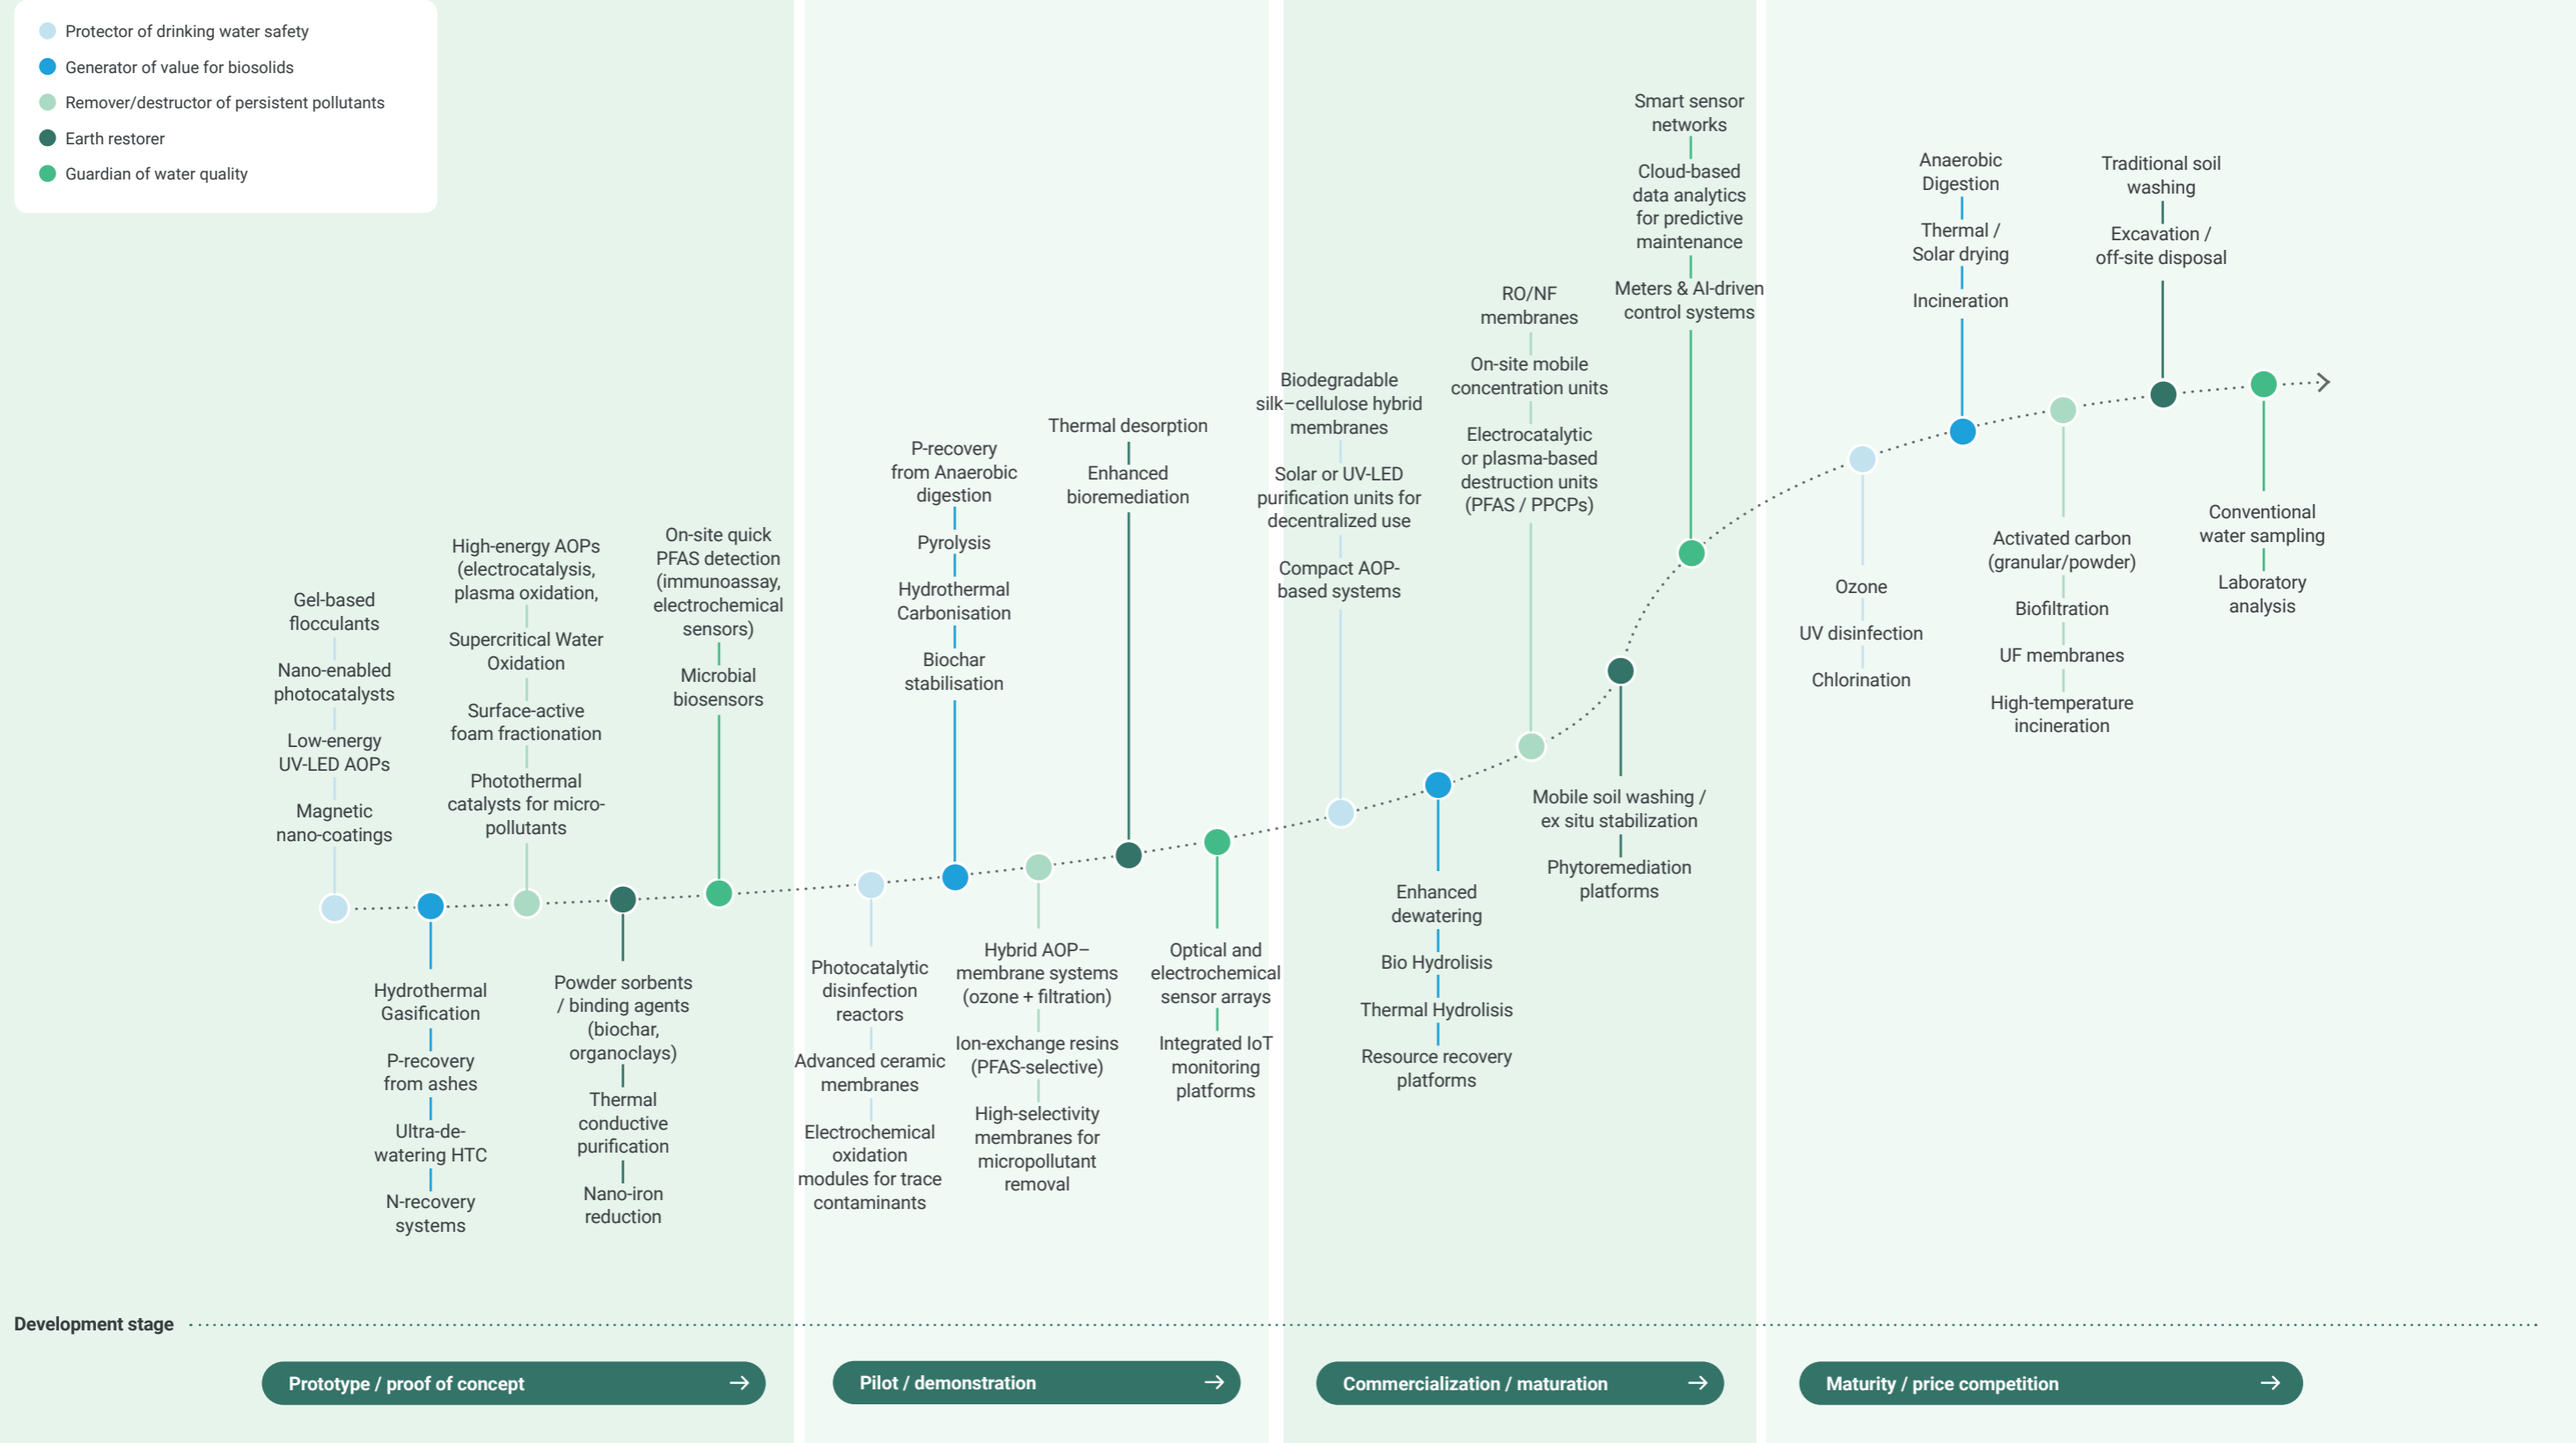 Protector of drinking water safety
Generator of value for biosolids
Remover/destructor of persistent pollutants
Earth restorer
Guardian of water quality
Gel-based
flocculants
Nano-enabled
photocatalysts
Low-energy
UV-LED AOPs
Magnetic
nano-coatings
Hydrothermal
Gasification
P-recovery
from ashes
Ultra-de-
watering HTC
N-recovery
systems
High-energy AOPs
(electrocatalysis,
plasma oxidation,
Supercritical Water
Oxidation
Surface-active
foam fractionation
Photothermal
catalysts for micro-
pollutants
Powder sorbents
/ binding agents
(biochar,
organoclays)
Thermal
conductive
purification
Nano-iron
reduction
On-site quick
PFAS detection
(immunoassay,
electrochemical
sensors)
Microbial
biosensors
Photocatalytic
disinfection
reactors
Advanced ceramic
membranes
Electrochemical
oxidation
modules for trace
contaminants
P-recovery
from Anaerobic
digestion
Pyrolysis
Hydrothermal
Carbonisation
Biochar
stabilisation
Hybrid AOP–
membrane systems
(ozone + filtration)
Ion-exchange resins
(PFAS-selective)
High-selectivity
membranes for
micropollutant
removal
Thermal desorption
Enhanced
bioremediation
Optical and
electrochemical
sensor arrays
Integrated IoT
monitoring
platforms
Biodegradable
silk–cellulose hybrid
membranes
Solar or UV-LED
purification units for
decentralized use
Compact AOP-
based systems
Enhanced
dewatering
Bio Hydrolisis
Thermal Hydrolisis
Resource recovery
platforms
RO/NF
membranes
On-site mobile
concentration units
Electrocatalytic
or plasma-based
destruction units
(PFAS / PPCPs)
Mobile soil washing /
ex situ stabilization
Phytoremediation
platforms
Smart sensor
networks
Cloud-based
data analytics
for predictive
maintenance
Meters & AI-driven
control systems
Ozone
UV disinfection
Chlorination
Anaerobic
Digestion
Thermal /
Solar drying
Incineration
Activated carbon
(granular/powder)
Biofiltration
UF membranes
High-temperature
incineration
Traditional soil
washing
Excavation /
off-site disposal
Conventional
water sampling
Laboratory
analysis
Development stage
Prototype / proof of concept
Pilot / demonstration
Commercialization / maturation
Maturity / price competition